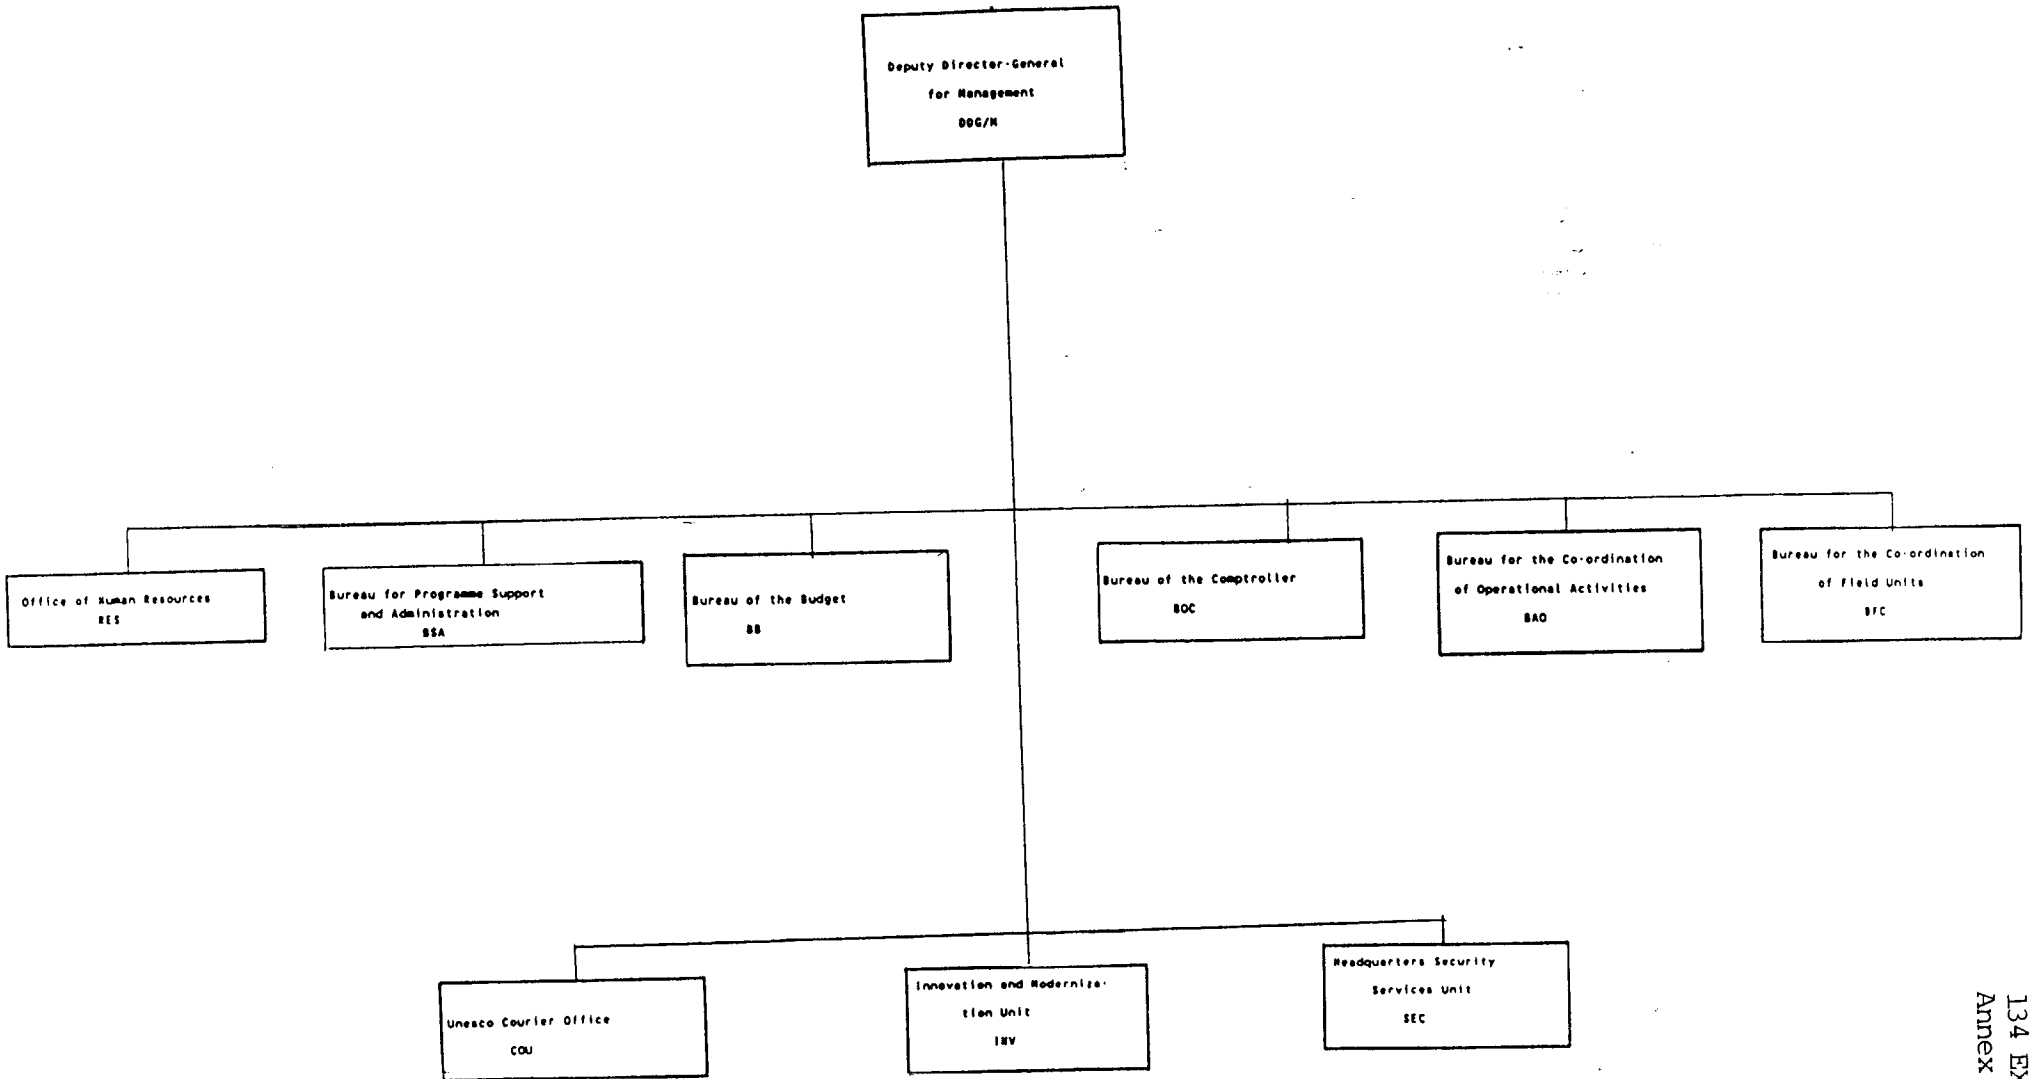 Deputy Director-General
for Management
DDG/M
Office of Human Resources
RES
Bureau for Programme Support
and Administration
BSA
Bureau of the Budget
BB
Bureau of the Comptroller
BOC
Bureau for the Co-ordination
of Operational Activities
BAO
Bureau for the Co-ordination
of Field Units
BFC
Unesco Courier Office
COU
Innovation and Moderniza-
tion Unit
INV
Headquarters Security
Services Unit
SEC
134 EX
Annex